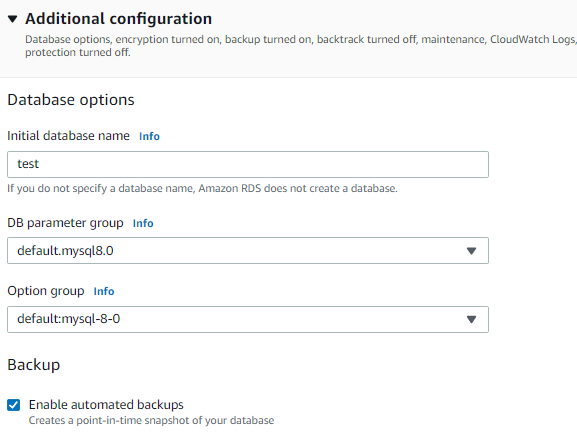 Additional configuration
Database options, encryption turned on, backup turned on, backtrack turned off, maintenance, CloudWatch Logs,
protection turned off.
Database options
Initial database name Info
test
If you do not specify a database name, Amazon RDS does not create a database.
DB parameter group Info
default.mysql8.0
Option group Info
default:mysql-8-0
Backup
Enable automated backups
Creates a point-in-time snapshot of your database